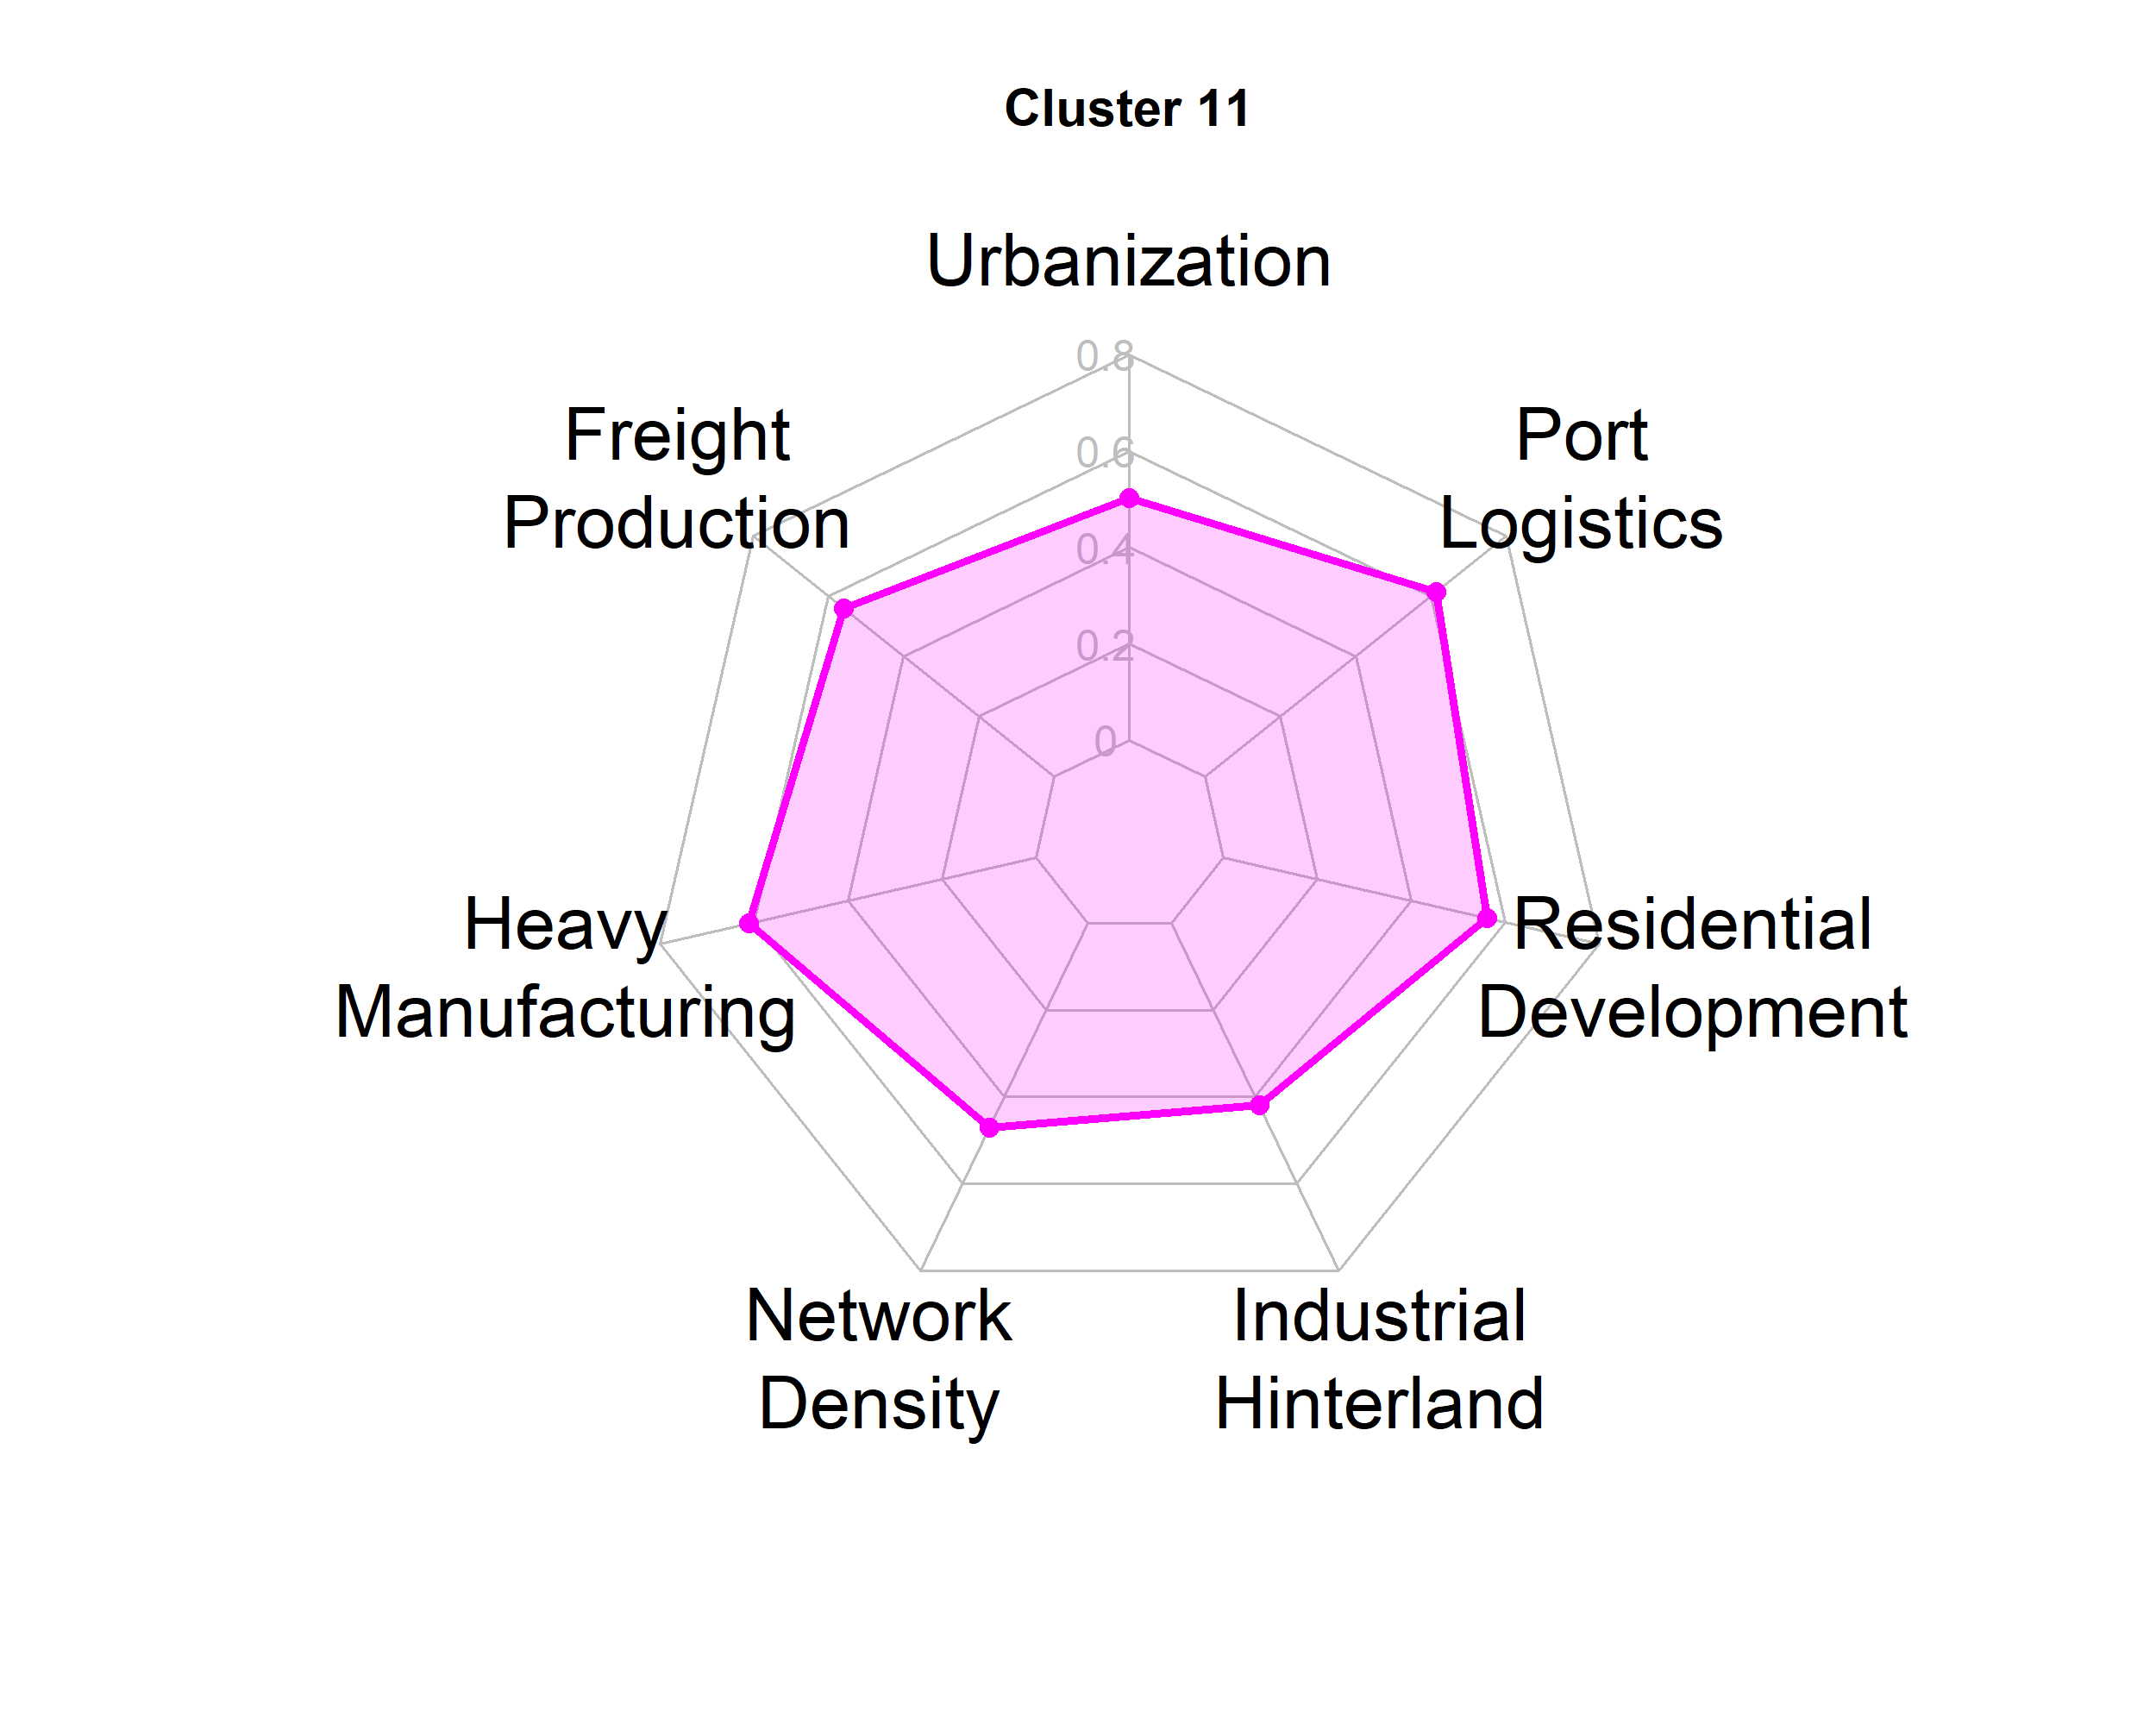 Cluster 11
Urbanization
0.8
0.6
0.4
0.2
0
Freight
Production
Port
Logistics
Heavy
Manufacturing
Residential
Development
Network
Density
Industrial
Hinterland